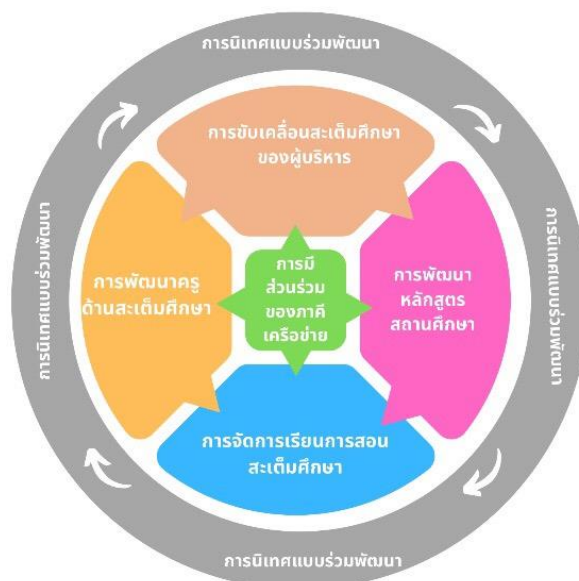 การนิเทศแบบร่วมพัฒนา
การขับเคลื่อนสะเต็มศึกษา
ของผู้บริหาร
การนิเทศแบบร่วมพัฒนา
การพัฒนาครู
ด้านสะเต็มศึกษา
การมี
ส่วนร่วม
ของภาคี
เครือข่าย
การพัฒนา
หลักสูตร
สถานศึกษา
การนิเทศแบบร่วมพัฒนา
การจัดการเรียนการสอน
สะเต็มศึกษา
การนิเทศแบบร่วมพัฒนา